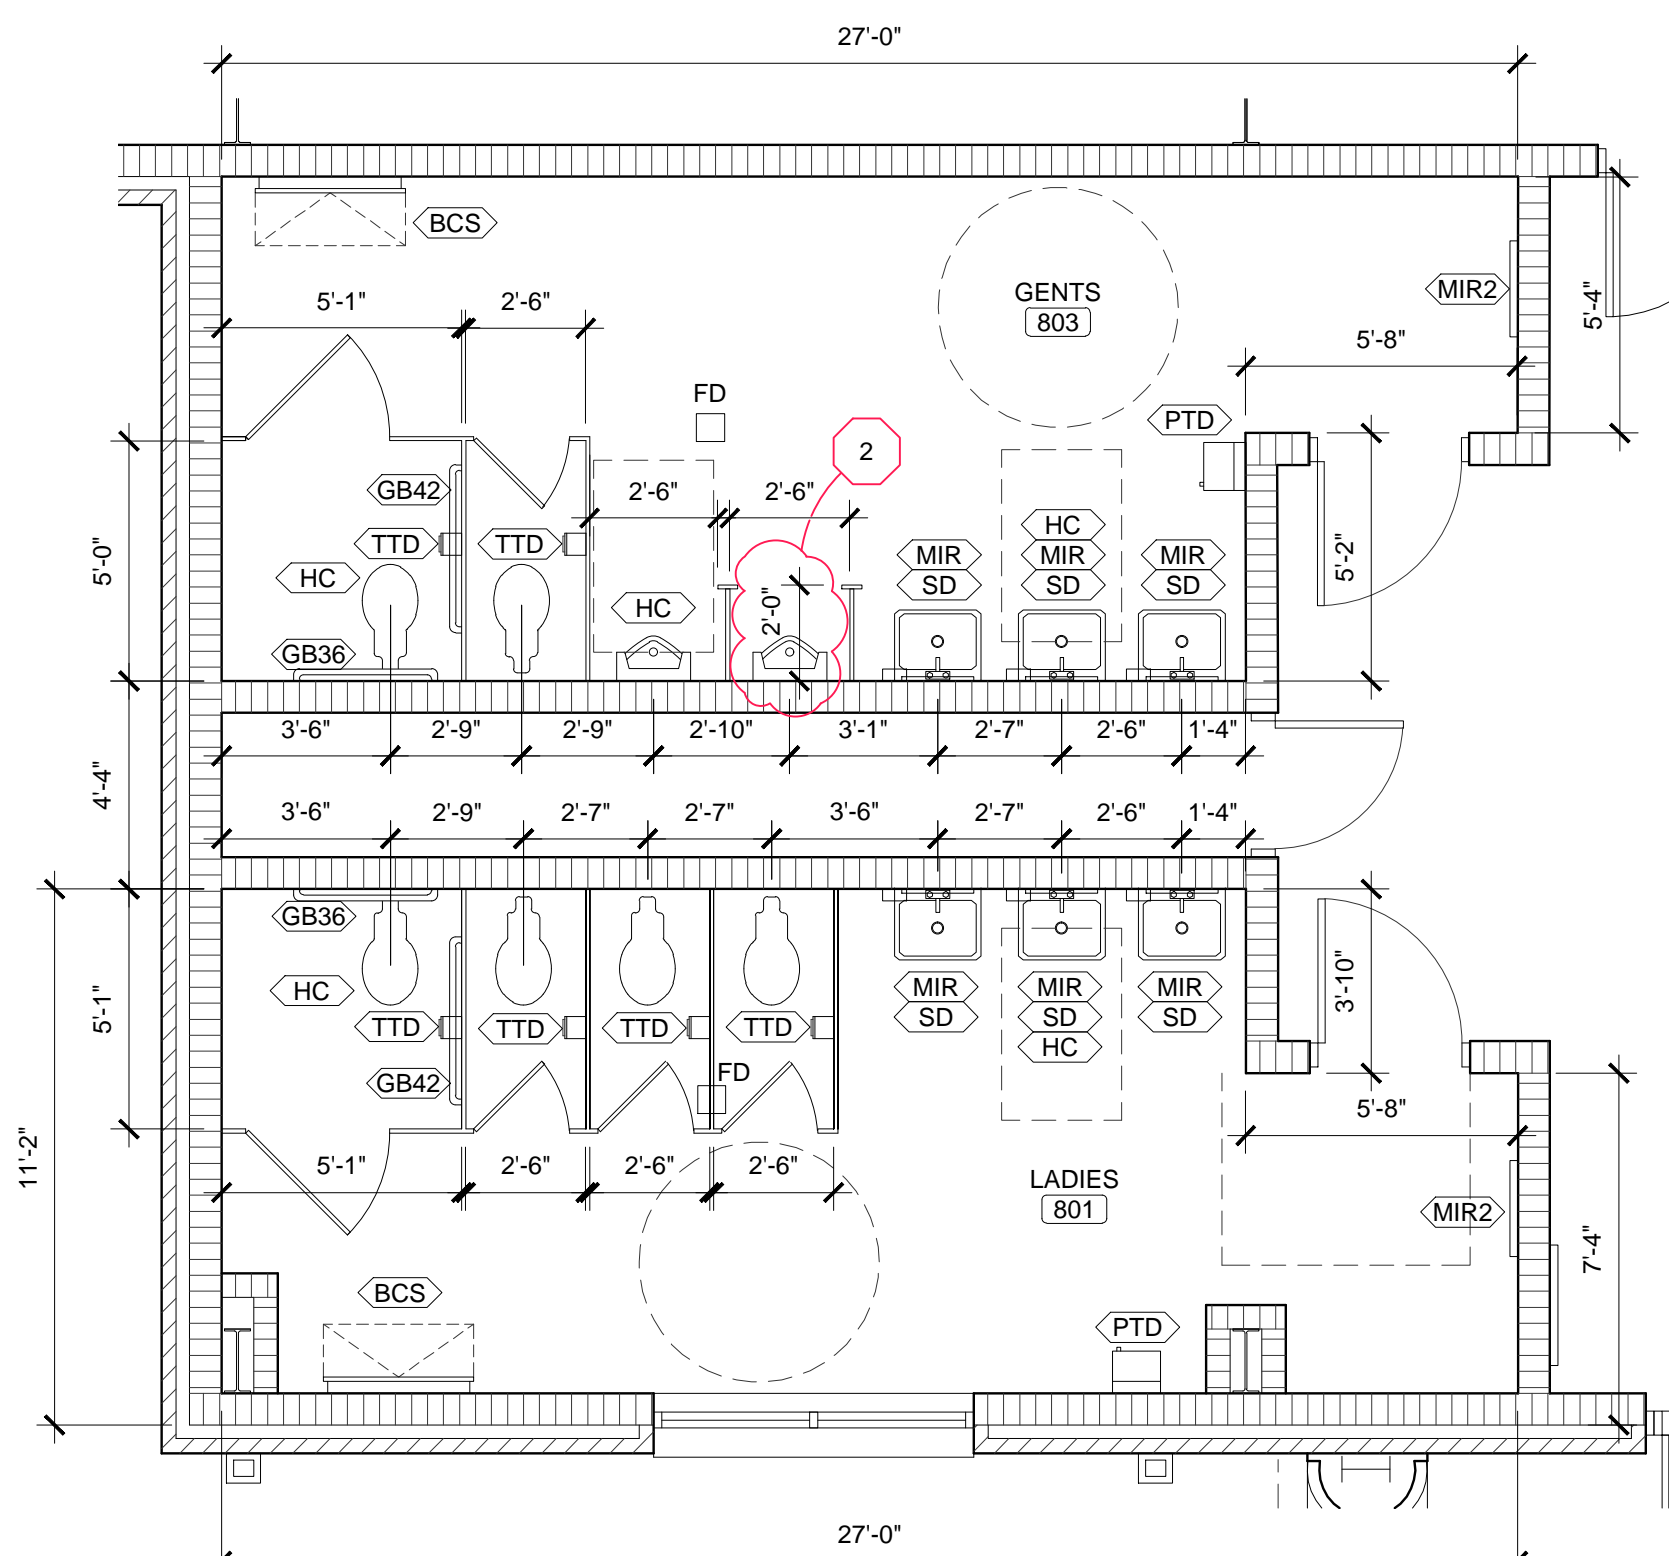 27'-0"
BCS
5'-1"
2'-6"
GENTS
803
MIR2
5'-4"
5'-8"
FD
PTD
2
GB42
2'-6"
2'-6"
HC
MIR
SD
MIR
SD
MIR
SD
5'-2"
TTD
TTD
5'-0"
HC
HC
2'-0"
GB36
3'-6"
2'-9"
2'-9"
2'-10"
3'-1"
2'-7"
2'-6"
1'-4"
4'-4"
3'-6"
2'-9"
2'-7"
2'-7"
3'-6"
2'-7"
2'-6"
1'-4"
GB36
HC
MIR
SD
MIR
SD
HC
MIR
SD
3'-10"
5'-1"
TTD
TTD
TTD
TTD
GB42
FD
5'-8"
11'-2"
5'-1"
2'-6"
2'-6"
2'-6"
LADIES
801
MIR2
7'-4"
BCS
PTD
27'-0"